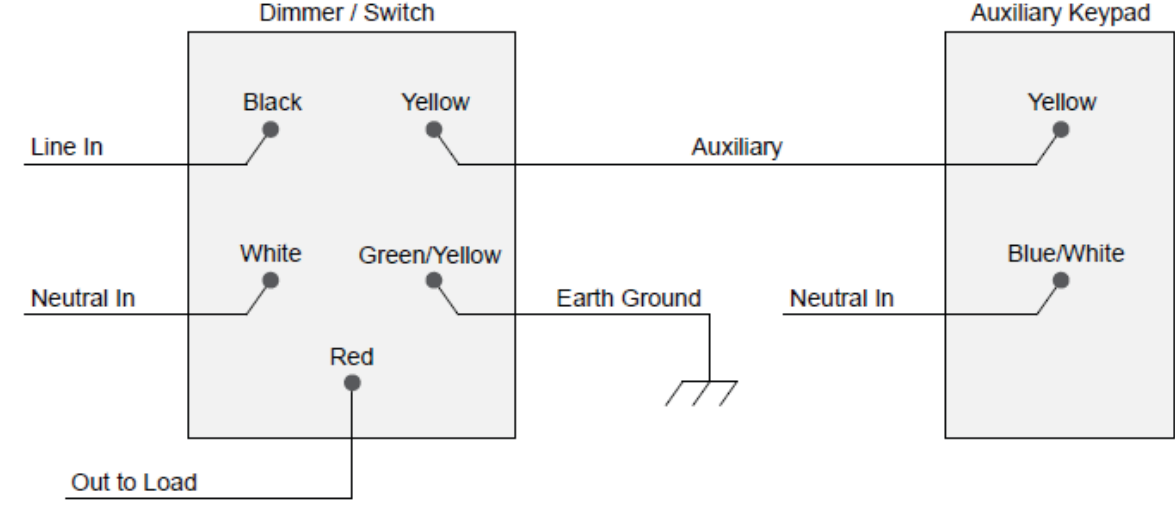 Dimmer / Switch
Auxiliary Keypad
Black
Yellow
Yellow
Line In
Auxiliary
White
Green/Yellow
Blue/White
Neutral In
Earth Ground
Neutral In
Red
Out to Load